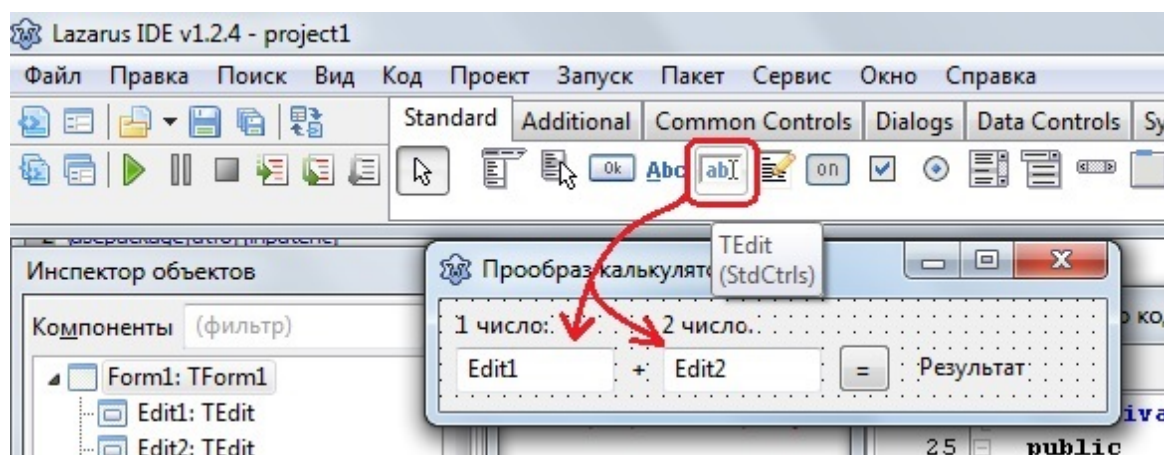 Lazarus IDE v1.2.4 - project1
Файл Правка Поиск Вид Код Проект Запуск Пакет Сервис Окно Справка
Standard Additional Common Controls Dialogs Data Controls Sy
Ok Abc ab on
TEdit
(StdCtrls)
Инспектор объектов
Прообраз калькулят
Компоненты (фильтр)
1 число: 2 число.
Edit1 + Edit2 = Результат
Form1: TForm1
Edit1: TEdit
Edit2: TEdit
25 public